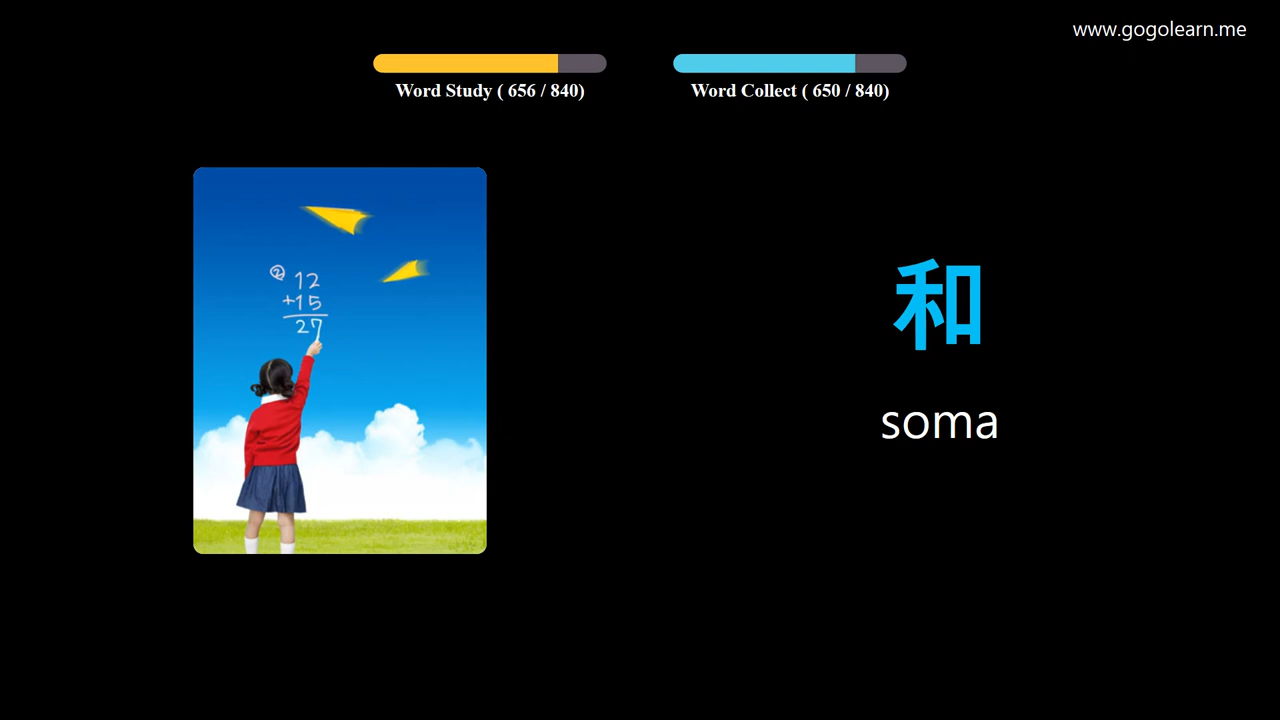 www.gogolearn.me
Word Study ( 656 / 840)
Word Collect ( 650 / 840)
② 12
+15
27
和
soma